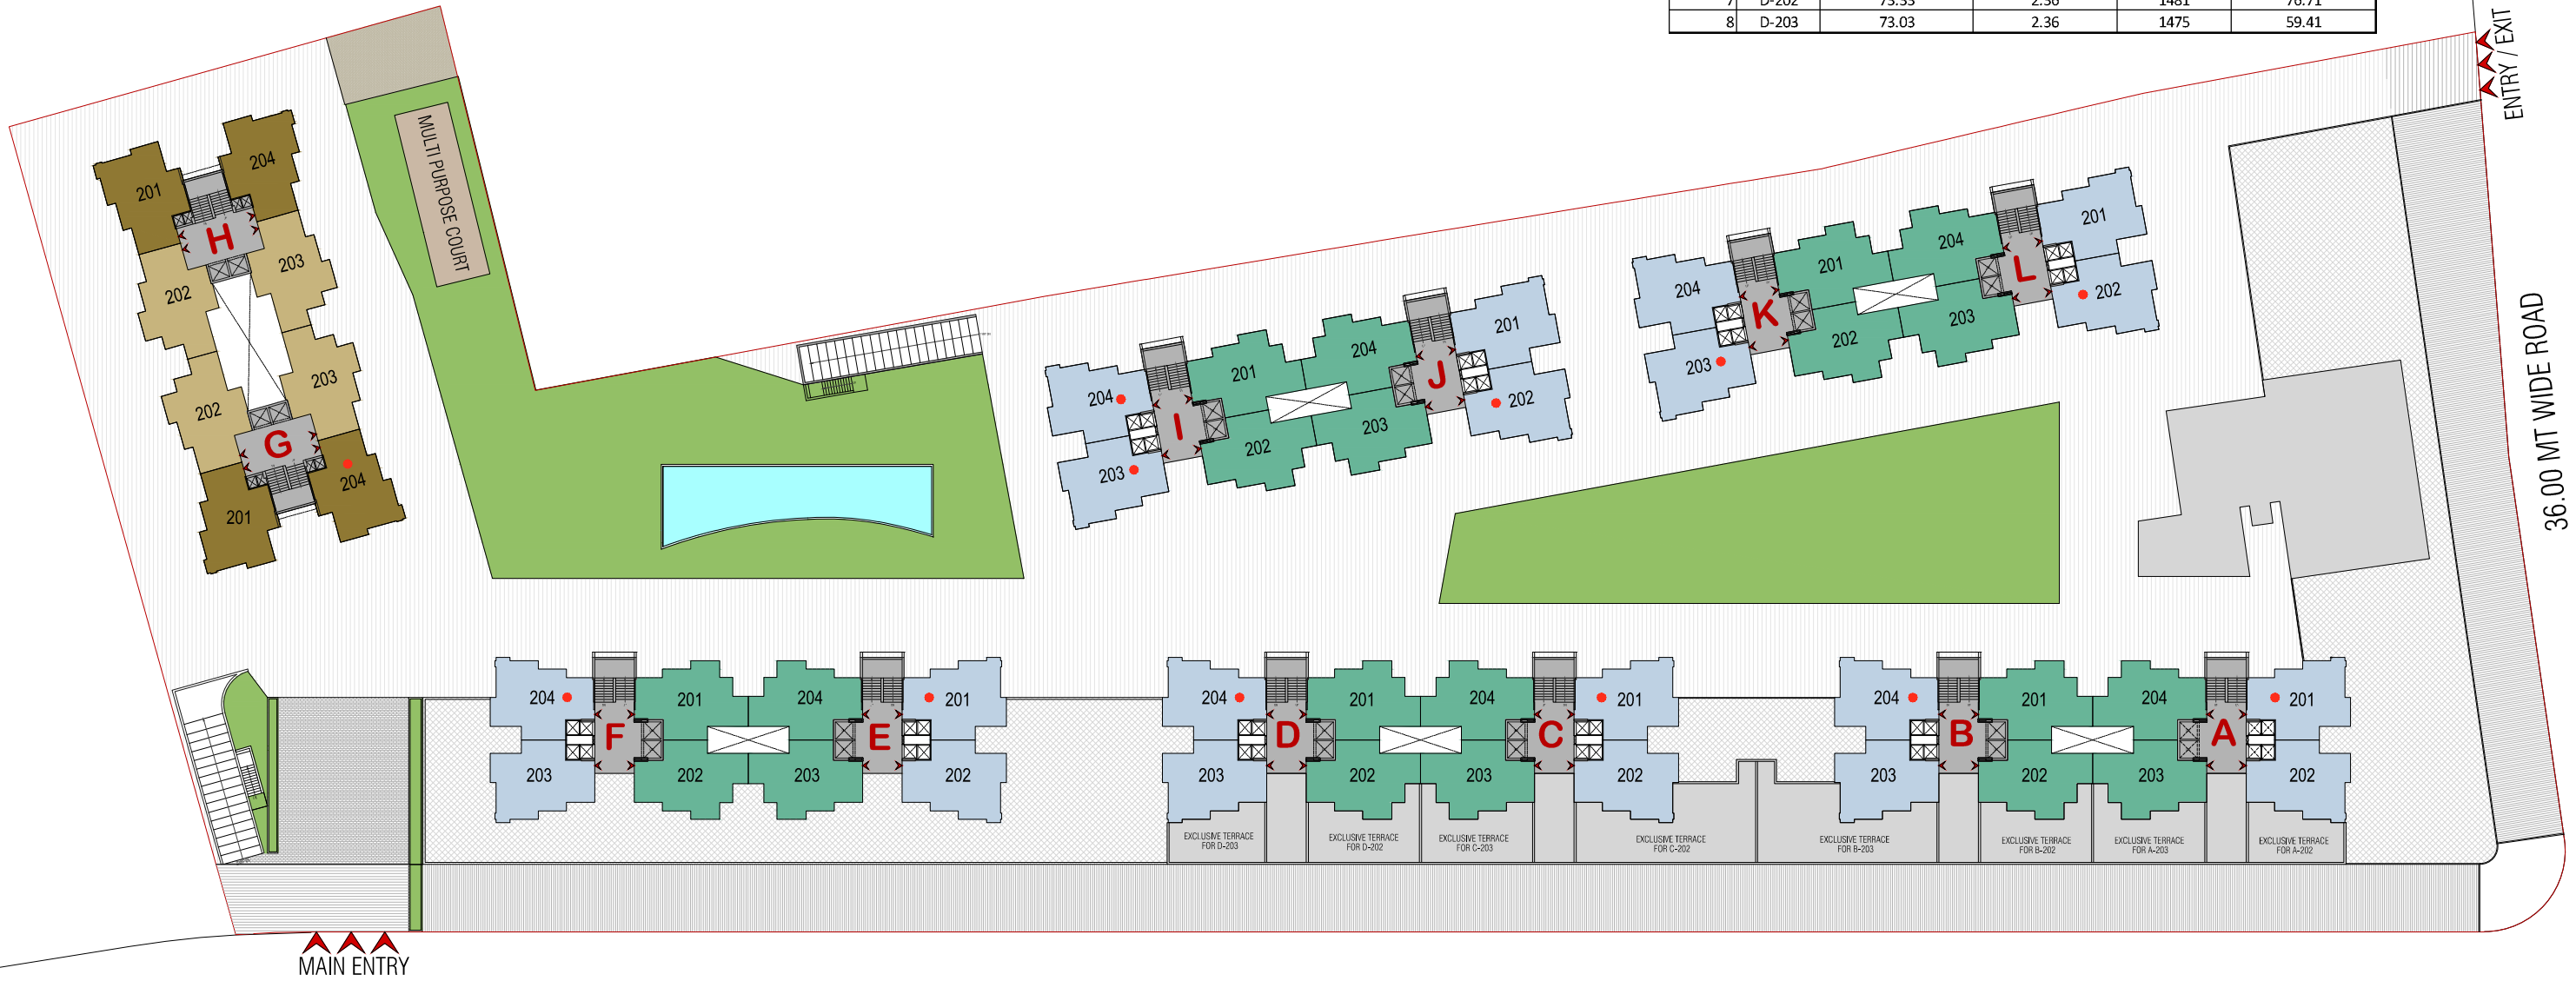 7 D-202 73.33 2.36 1481 76.71
8 D-203 73.03 2.36 1475 59.41
ENTRY / EXIT
36.00 MT WIDE ROAD
MULTI PURPOSE COURT
201 204
H
202 203
202 203
G
201 204
204 201 204 201
I J
203 202 203 202
204 201 204 201
K L
203 202 203 202
204 201 204 201
F E
203 202 203 202
204 201 204 201
D C
203 202 203 202
204 201 204 201
B A
203 202 203 202
EXCLUSIVE TERRACE
FOR D-203
EXCLUSIVE TERRACE
FOR D-202
EXCLUSIVE TERRACE
FOR C-203
EXCLUSIVE TERRACE
FOR C-202
EXCLUSIVE TERRACE
FOR B-203
EXCLUSIVE TERRACE
FOR B-202
EXCLUSIVE TERRACE
FOR A-203
EXCLUSIVE TERRACE
FOR A-202
MAIN ENTRY